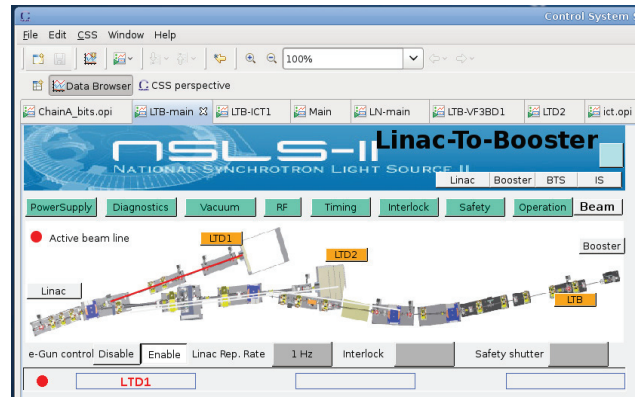 Control System S
File Edit CSS Window Help
100%
Data Browser CSS perspective
ChainA_bits.opi LTB-main LTB-ICT1 Main LN-main LTB-VF3BD1 LTD2 ict.opi
NSLS-II Linac-To-Booster
NATIONAL SYNCHROTRON LIGHT SOURCE II
Linac Booster BTS IS
PowerSupply Diagnostics Vacuum RF Timing Interlock Safety Operation Beam
Active beam line
LTD1
Booster
LTD2
Linac
LTB
e-Gun control Disable Enable Linac Rep. Rate 1 Hz Interlock Safety shutter
LTD1